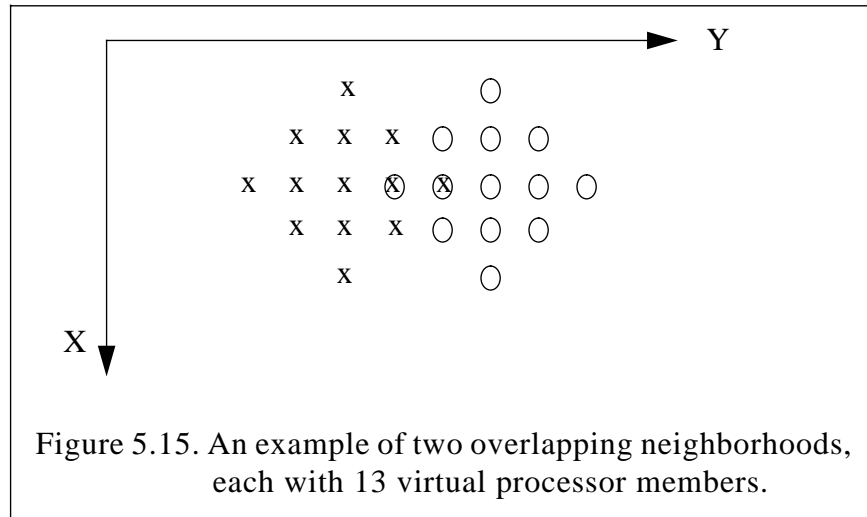 Y
x
x x x
x x x x x
x x x
x
X
Figure 5.15. An example of two overlapping neighborhoods,
each with 13 virtual processor members.